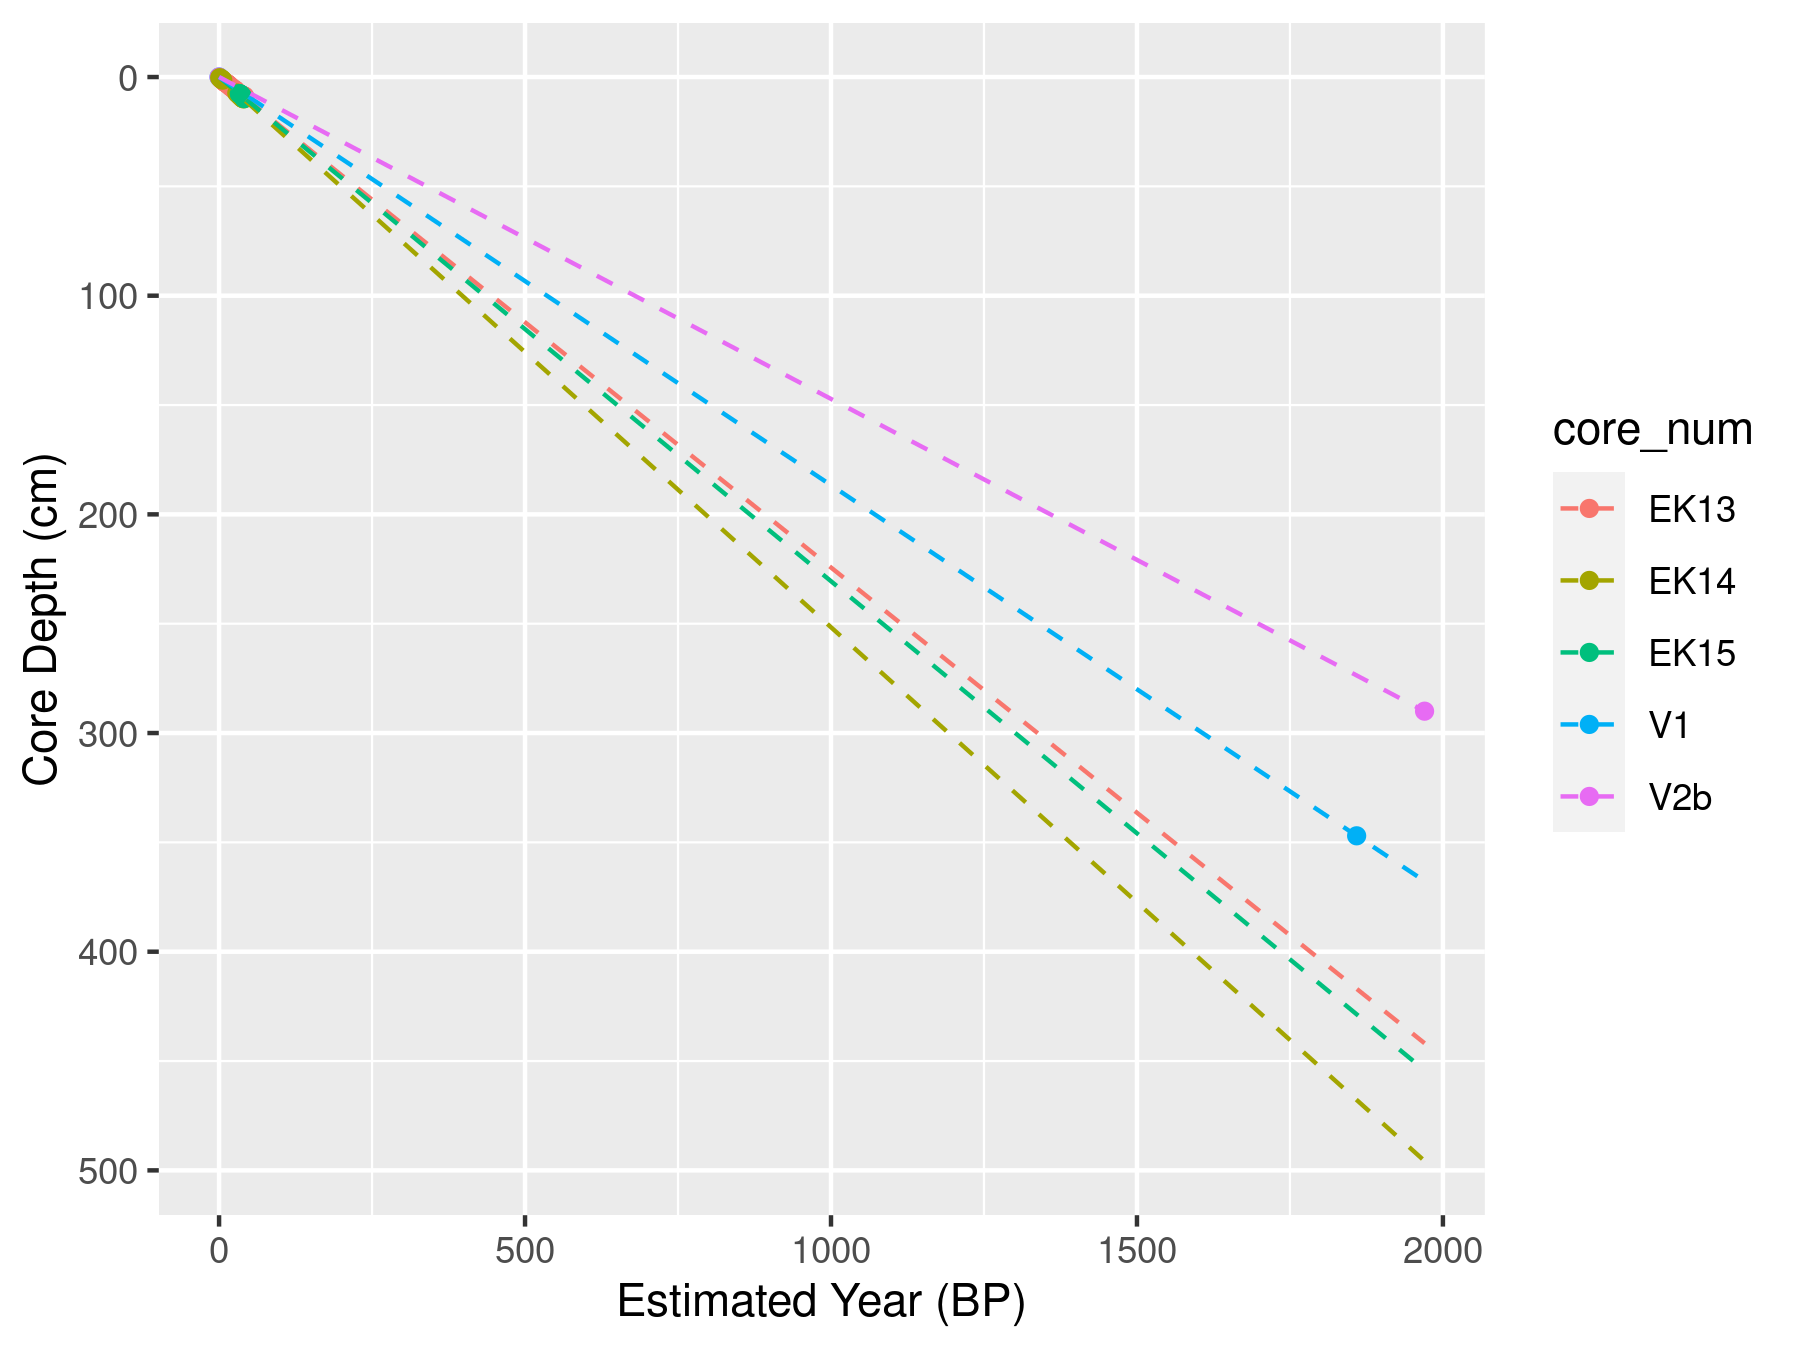 0
100
200
300
400
500
Core Depth (cm)
0 500 1000 1500 2000
Estimated Year (BP)
core_num
EK13
EK14
EK15
V1
V2b